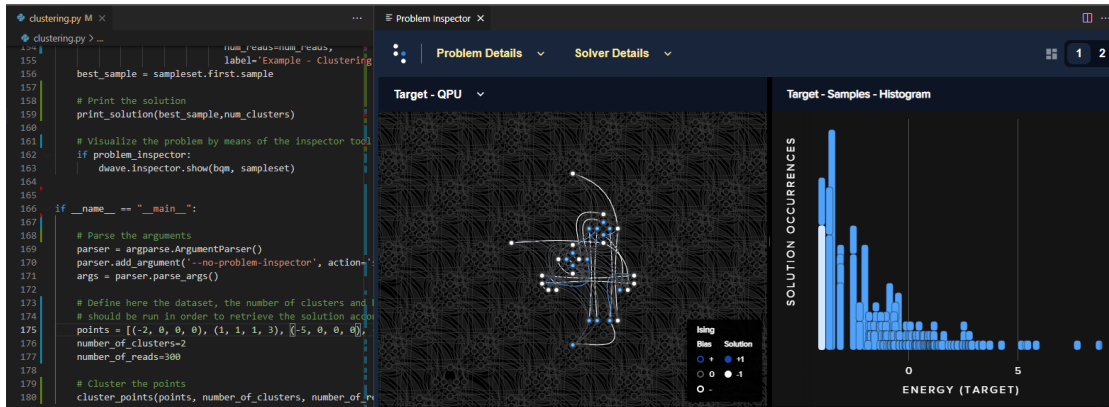 clustering.py M
clustering.py > ...
154 num_reads=num_reads,
155 label='Example - Clustering
156 best_sample = sampleset.first.sample
157
158 # Print the solution
159 print_solution(best_sample,num_clusters)
160
161 # Visualize the problem by means of the inspector tool
162 if problem_inspector:
163 dwave.inspector.show(bqm, sampleset)
164
165
166 if __name__ == "__main__":
167
168 # Parse the arguments
169 parser = argparse.ArgumentParser()
170 parser.add_argument('--no-problem-inspector', action='
171 args = parser.parse_args()
172
173 # Define here the dataset, the number of clusters and
174 # should be run in order to retrieve the solution
175 points = [(-2, 0, 0, 0), (1, 1, 1, 3), (-5, 0, 0, 0),
176 number_of_clusters=2
177 number_of_reads=300
178
179 # Cluster the points
180 cluster_points(points, number_of_clusters,
Problem Inspector
Problem Details
Solver Details
1 2
Target - QPU
Ising
Bias Solution
+ +1
0 -1
-
Target - Samples - Histogram
SOLUTION OCCURRENCES
0 5
ENERGY (TARGET)